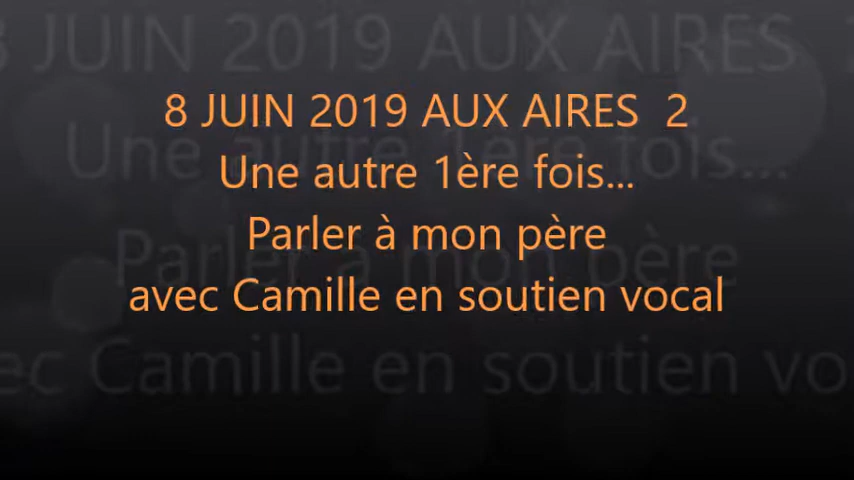 8 JUIN 2019 AUX AIRES  2
Une autre 1ère fois...
Parler à mon père
avec Camille en soutien vocal